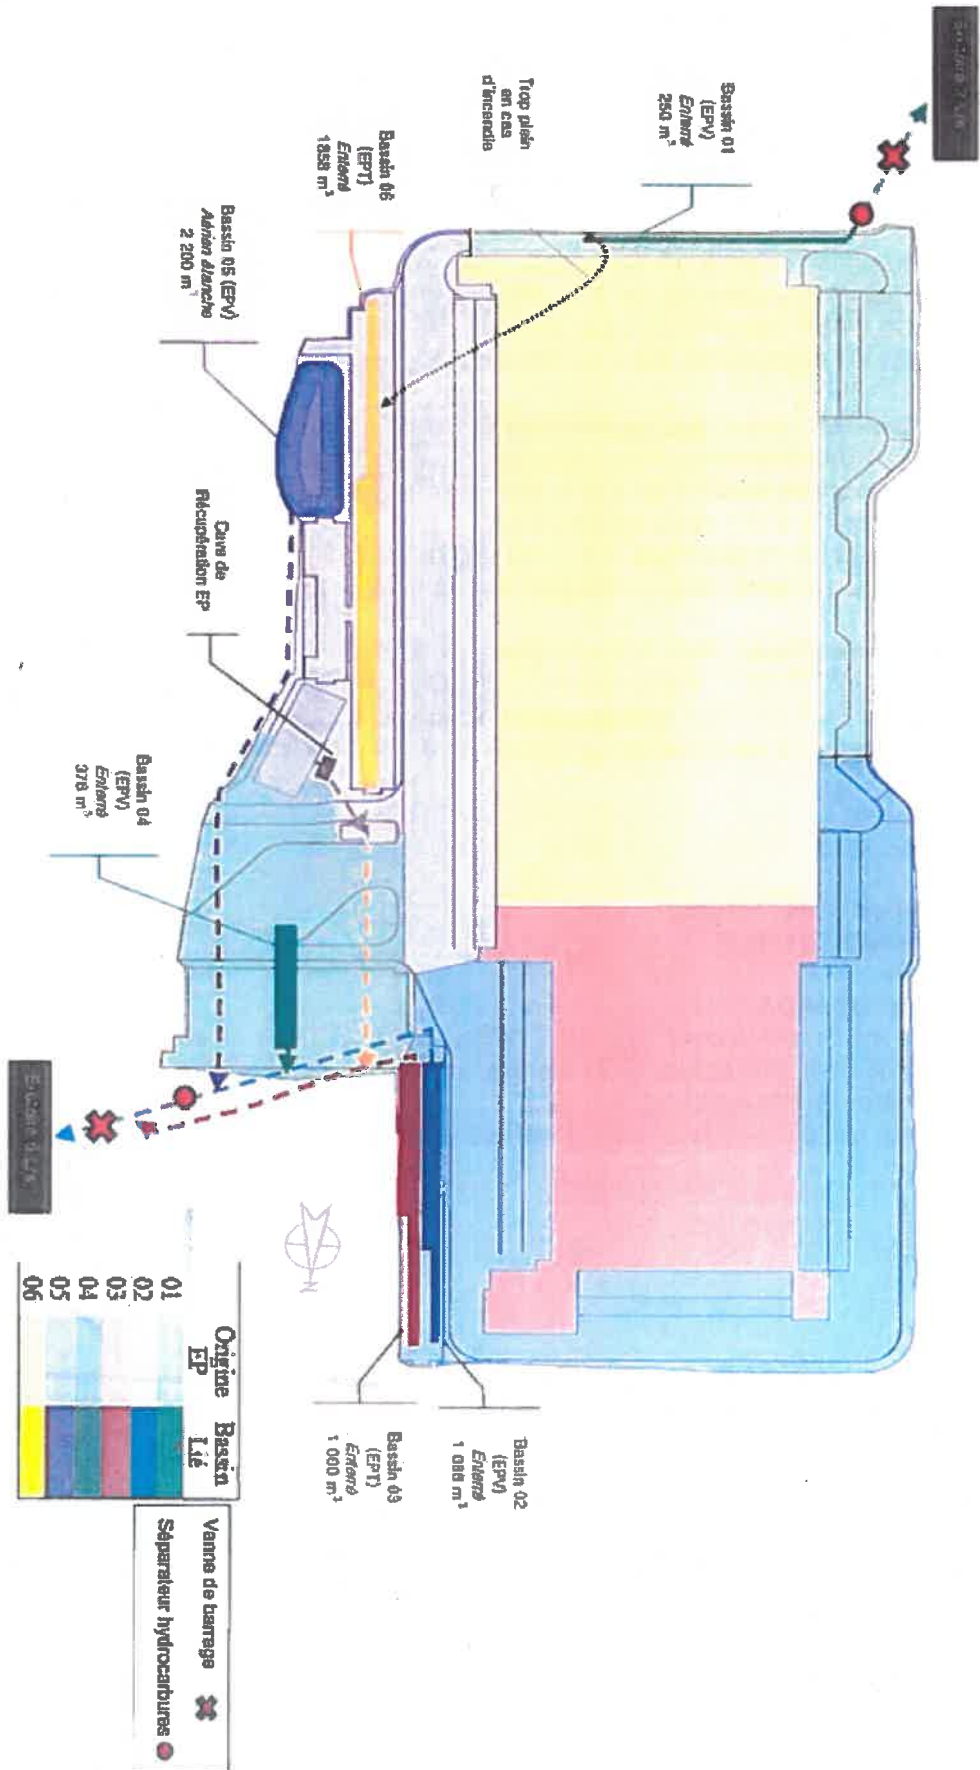 Bassin 01
(EPV)
Enterré
250 m³
Trop plein
en cas
d'incendie
Bassin 06
(EPT)
Enterré
1858 m³
Bassin 05 (EPV)
Aérien étanche
2 200 m³
Cuve de
Récupération EP
Bassin 04
(EPV)
Enterré
376 m³
Bassin 02
(EPV)
Enterré
m³
Bassin 03
(EPT)
Enterré
1 000 m³
N
Origine EP
Bassin Lié
01
02
03
04
05
06
Vanne de barrage
Séparateur hydrocarbures